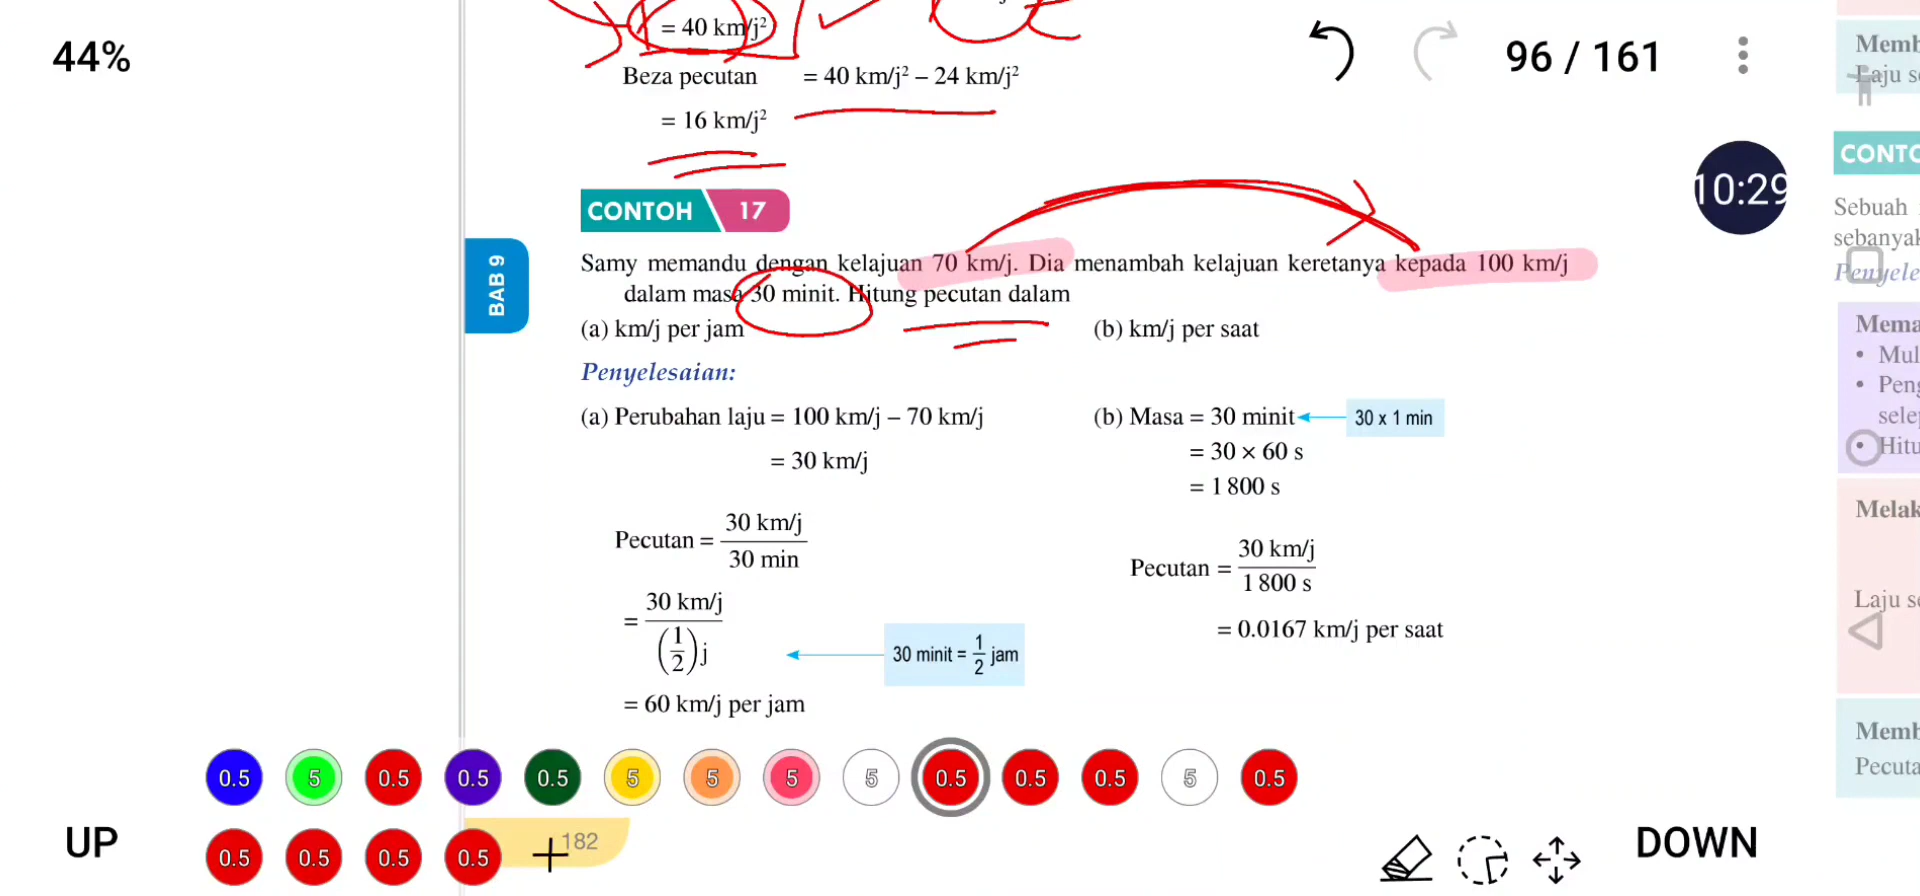 44%
96 / 161
= 40 km/j²
Beza pecutan = 40 km/j² – 24 km/j²
= 16 km/j²
10:29
CONTOH 17
BAB 9
Samy memandu dengan kelajuan 70 km/j. Dia menambah kelajuan keretanya kepada 100 km/j
dalam masa 30 minit. Hitung pecutan dalam
(a) km/j per jam
(b) km/j per saat
Penyelesaian:
(a) Perubahan laju = 100 km/j – 70 km/j
= 30 km/j
Pecutan = 30 km/j
30 min
= 30 km/j
(1/2) j
30 minit = 1/2 jam
= 60 km/j per jam
(b) Masa = 30 minit
30 x 1 min
= 30 × 60 s
= 1 800 s
Pecutan = 30 km/j
1 800 s
= 0.0167 km/j per saat
CONTO
Sebuah
sebanyak
Penyele
Mema
• Mul
• Peng
sele
• Hitu
Melak
Laju se
Memb
Pecuta
Memb
Laju se
0.5 5 0.5 0.5 0.5 5 5 5 5 0.5 0.5 0.5 5 0.5
UP
0.5 0.5 0.5 0.5
182
DOWN